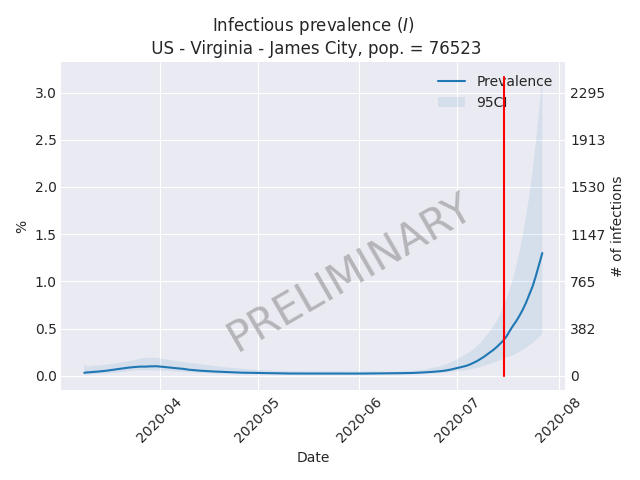 Infectious prevalence (I)
US - Virginia - James City, pop. = 76523
Prevalence
95CI
3.0
2.5
2.0
1.5
1.0
0.5
0.0
%
2295
1913
1530
1147
765
382
0
# of infections
PRELIMINARY
2020-04
2020-05
2020-06
2020-07
2020-08
Date